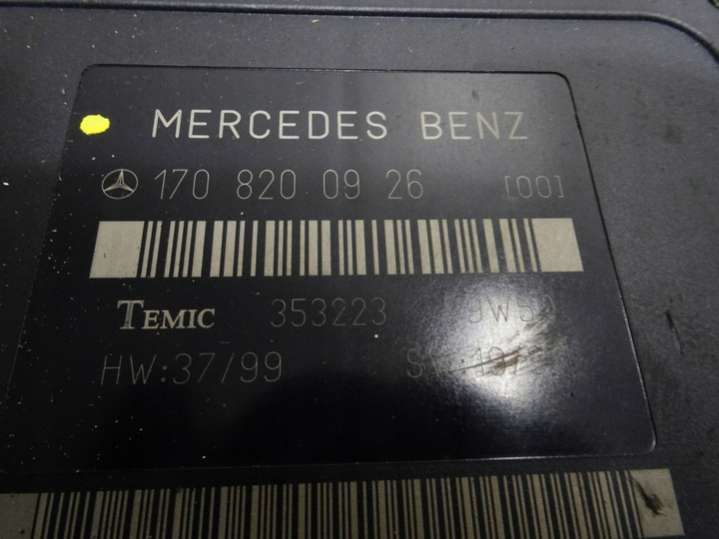 MERCEDES BENZ
170 820 09 26 [00]
TEMIC 353223
HW:37/99